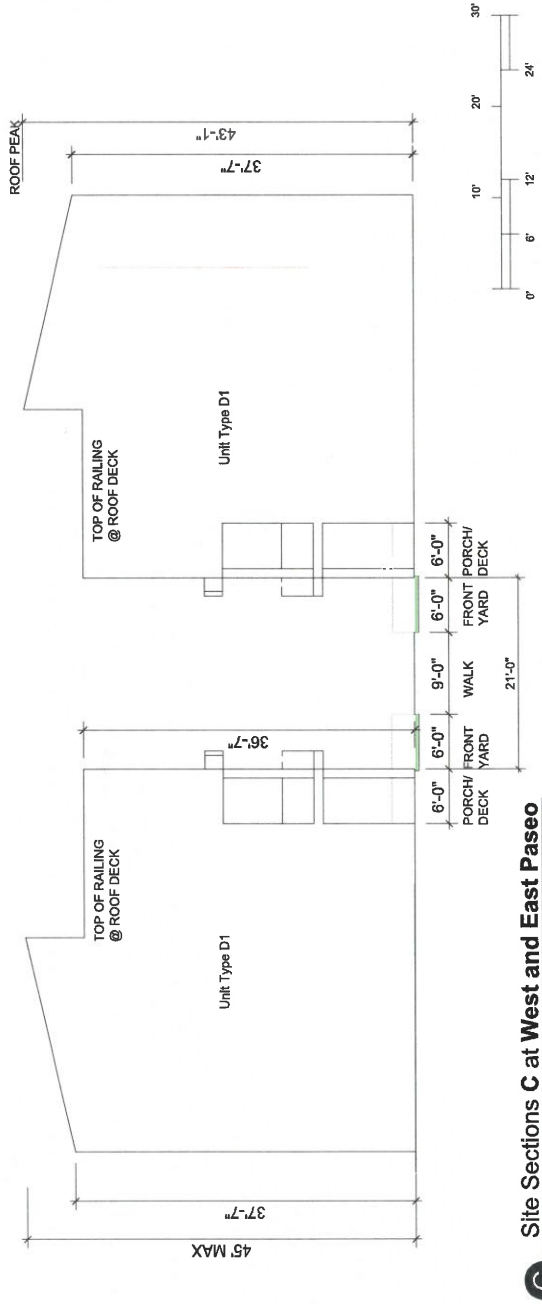 ROOF PEAK
45' MAX
37'-7"
TOP OF RAILING
@ ROOF DECK
Unit Type D1
36'-7"
TOP OF RAILING
@ ROOF DECK
Unit Type D1
37'-7"
43'-1"
6'-0"
6'-0"
9'-0"
6'-0"
6'-0"
PORCH/
DECK
FRONT
YARD
WALK
FRONT
YARD
PORCH/
DECK
21'-0"
10'
20'
30'
0'
6'
12'
24'
C
Site Sections C at West and East Paseo